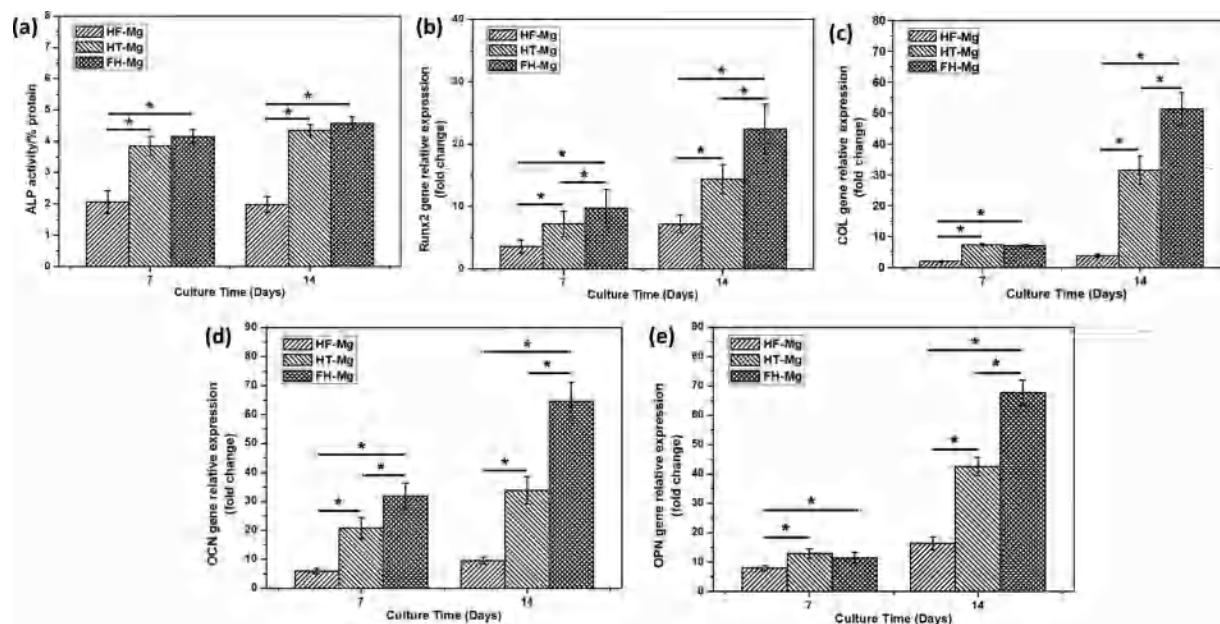 (a)
HF-Mg
HT-Mg
FH-Mg
ALP activity/% protein
8
7
6
5
4
3
2
1
0
* * * *
7 14
Culture Time (Days)
(b)
HF-Mg
HT-Mg
FH-Mg
Runx2 gene relative expression
(fold change)
40
30
20
10
0
* * * * * *
7 14
Culture Time (Days)
(c)
HF-Mg
HT-Mg
FH-Mg
COL gene relative expression
(fold change)
80
70
60
50
40
30
20
10
0
* * * * *
7 14
Culture Time (Days)
(d)
HF-Mg
HT-Mg
FH-Mg
OCN gene relative expression
(fold change)
90
80
70
60
50
40
30
20
10
0
* * * * * *
7 14
Culture Time (Days)
(e)
HF-Mg
HT-Mg
FH-Mg
OPN gene relative expression
(fold change)
90
80
70
60
50
40
30
20
10
0
* * * * *
7 14
Culture Time (Days)